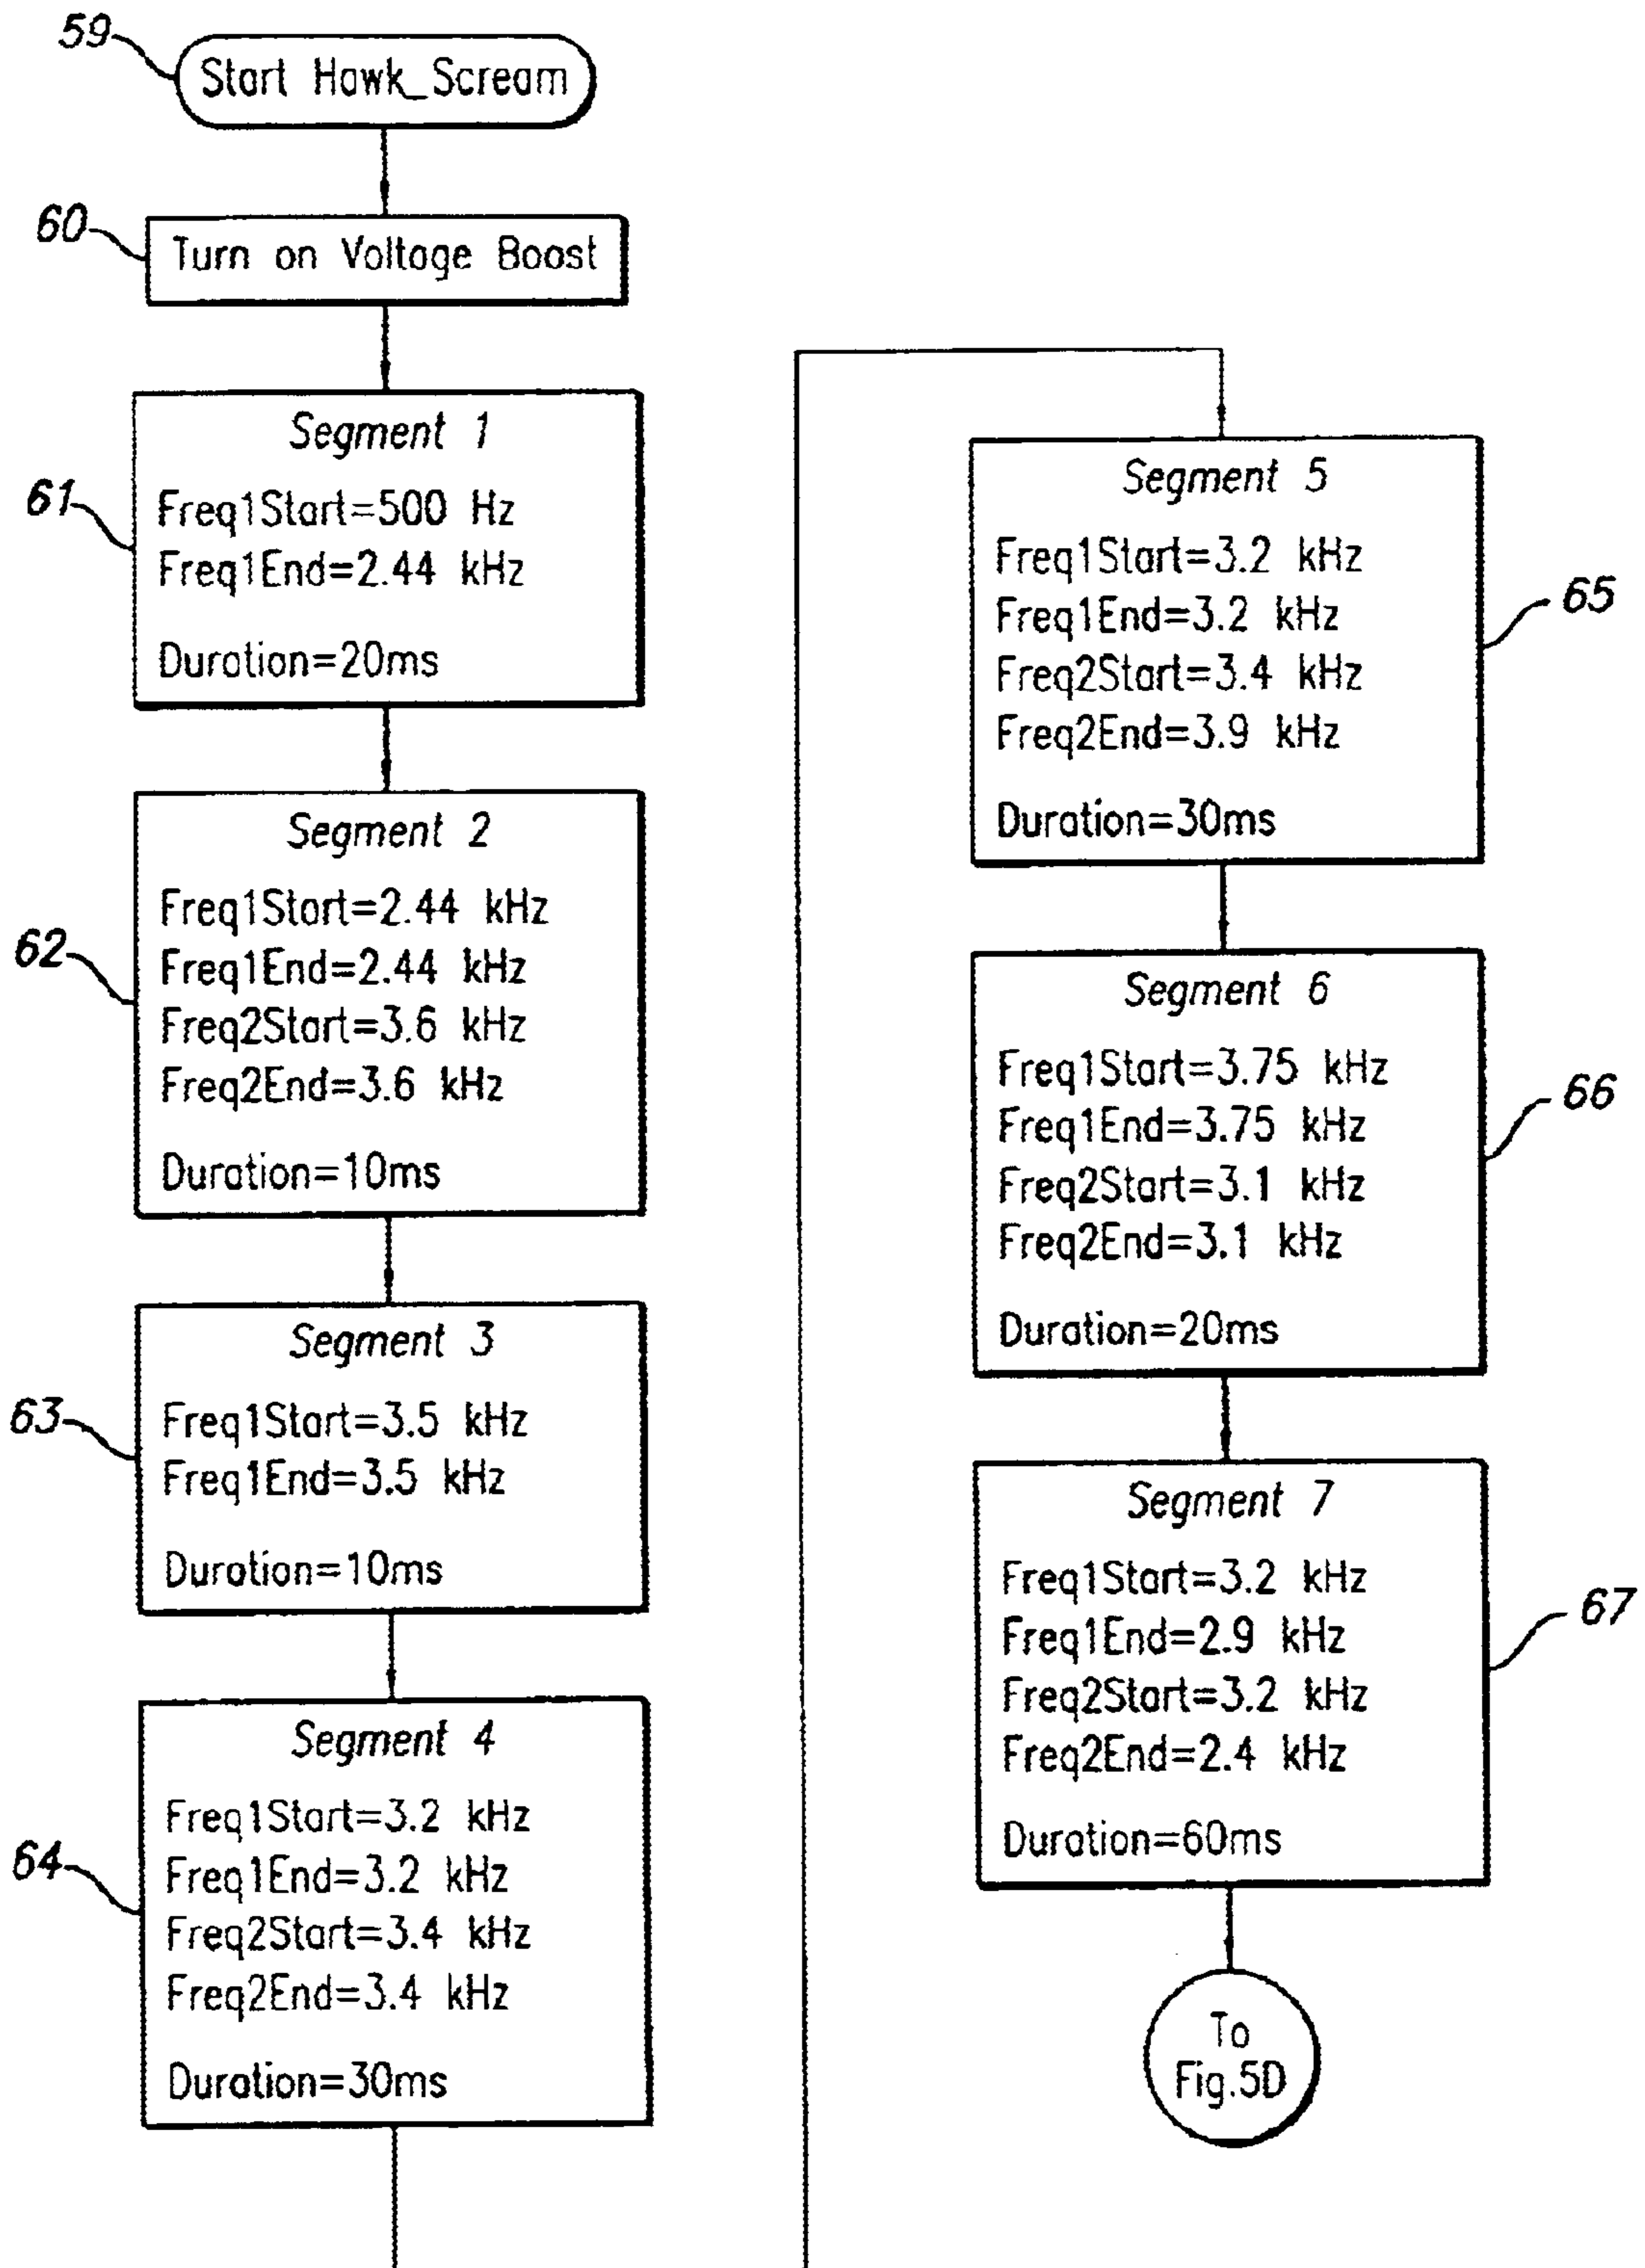 59
Start Hawk_Scream
60
Turn on Voltage Boost
61
Segment 1
Freq1Start=500 Hz
Freq1End=2.44 kHz
Duration=20ms
62
Segment 2
Freq1Start=2.44 kHz
Freq1End=2.44 kHz
Freq2Start=3.6 kHz
Freq2End=3.6 kHz
Duration=10ms
63
Segment 3
Freq1Start=3.5 kHz
Freq1End=3.5 kHz
Duration=10ms
64
Segment 4
Freq1Start=3.2 kHz
Freq1End=3.2 kHz
Freq2Start=3.4 kHz
Freq2End=3.4 kHz
Duration=30ms
65
Segment 5
Freq1Start=3.2 kHz
Freq1End=3.2 kHz
Freq2Start=3.4 kHz
Freq2End=3.9 kHz
Duration=30ms
66
Segment 6
Freq1Start=3.75 kHz
Freq1End=3.75 kHz
Freq2Start=3.1 kHz
Freq2End=3.1 kHz
Duration=20ms
67
Segment 7
Freq1Start=3.2 kHz
Freq1End=2.9 kHz
Freq2Start=3.2 kHz
Freq2End=2.4 kHz
Duration=60ms
To
Fig.5D